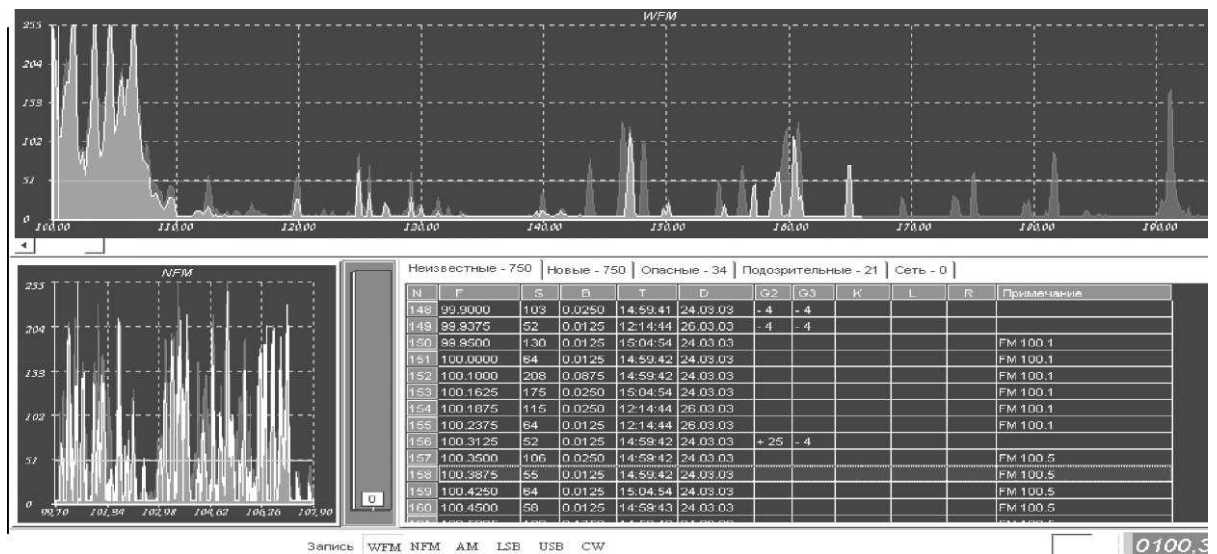 WFM
255
204
153
102
51
0
100,00 110,00 120,00 130,00 140,00 150,00 160,00 170,00 180,00 190,00
NFM
255
204
153
102
51
0
99,70 101,34 102,98 104,62 106,26 107,90
0
Неизвестные - 750 Новые - 750 Опасные - 34 Подозрительные - 21 Сеть - 0
N F S B T D G2 G3 K L R Примечание
148 99.9000 103 0.0250 14:59:41 24.03.03 - 4 - 4
149 99.9375 52 0.0125 12:14:44 26.03.03 - 4 - 4
150 99.9500 130 0.0125 15:04:54 24.03.03 FM 100.1
151 100.0000 64 0.0125 14:59:42 24.03.03 FM 100.1
152 100.1000 208 0.0875 14:59:42 24.03.03 FM 100.1
153 100.1625 175 0.0250 15:04:54 24.03.03 FM 100.1
154 100.1875 115 0.0250 12:14:44 26.03.03 FM 100.1
155 100.2375 64 0.0125 12:14:44 26.03.03 FM 100.1
156 100.3125 52 0.0125 14:59:42 24.03.03 + 25 - 4
157 100.3500 106 0.0250 14:59:42 24.03.03 FM 100.5
158 100.3875 55 0.0125 14:59:42 24.03.03 FM 100.5
159 100.4250 64 0.0125 15:04:54 24.03.03 FM 100.5
160 100.4500 58 0.0125 14:59:43 24.03.03 FM 100.5
Запись WFM NFM AM LSB USB CW
0100,3